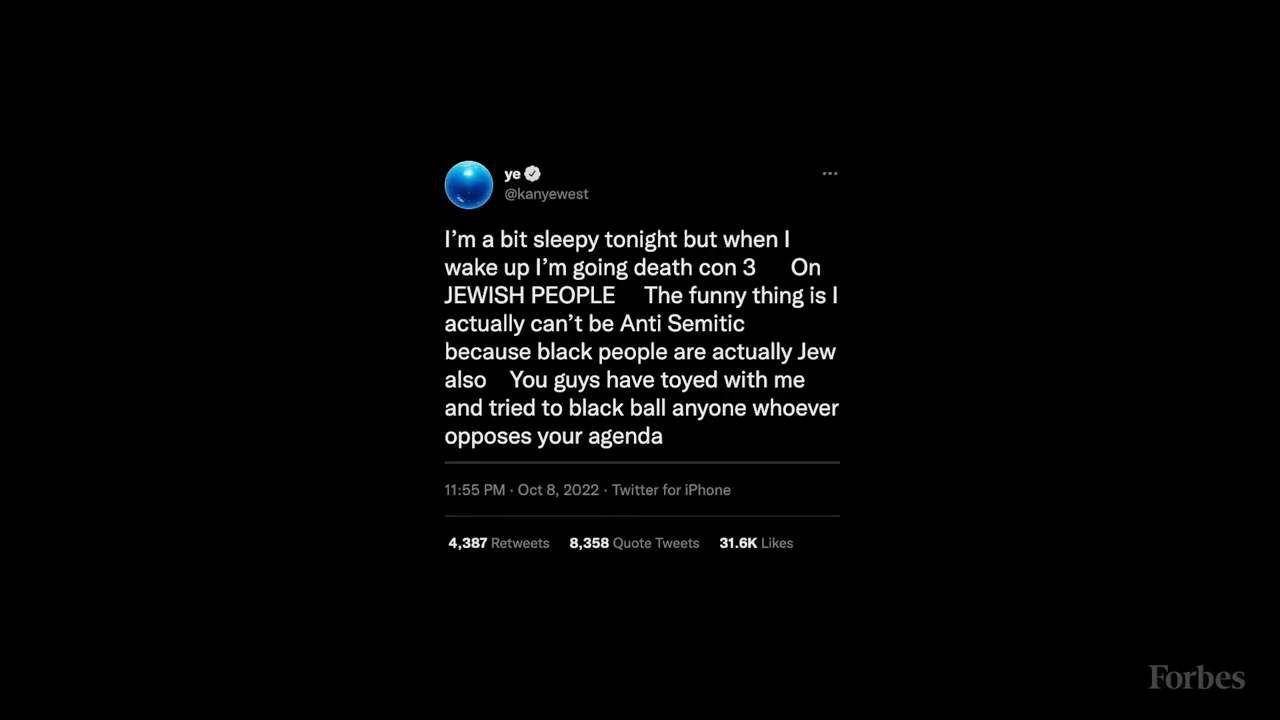 ye
@kanyewest
I'm a bit sleepy tonight but when I
wake up I'm going death con 3 On
JEWISH PEOPLE The funny thing is I
actually can't be Anti Semitic
because black people are actually Jew
also You guys have toyed with me
and tried to black ball anyone whoever
opposes your agenda
11:55 PM · Oct 8, 2022 · Twitter for iPhone
4,387 Retweets 8,358 Quote Tweets 31.6K Likes
Forbes